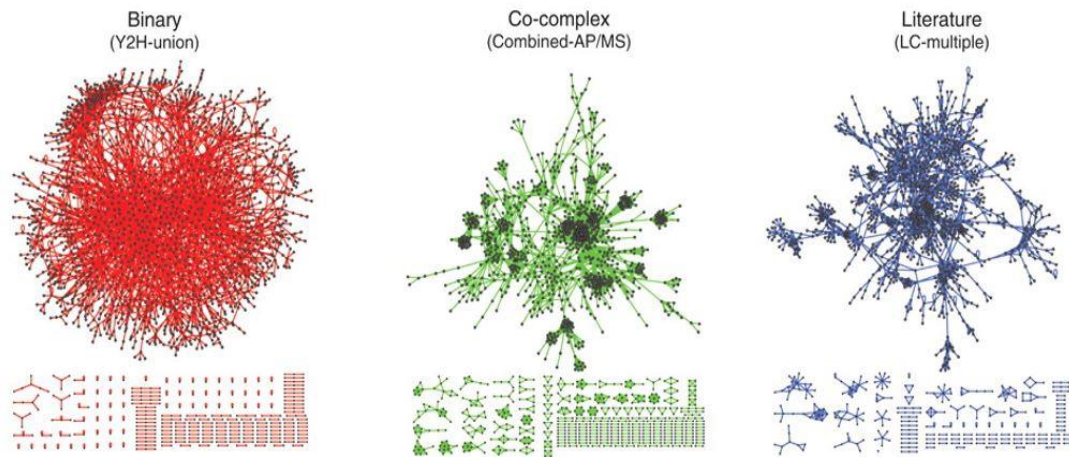 Binary
(Y2H-union)
Co-complex
(Combined-AP/MS)
Literature
(LC-multiple)